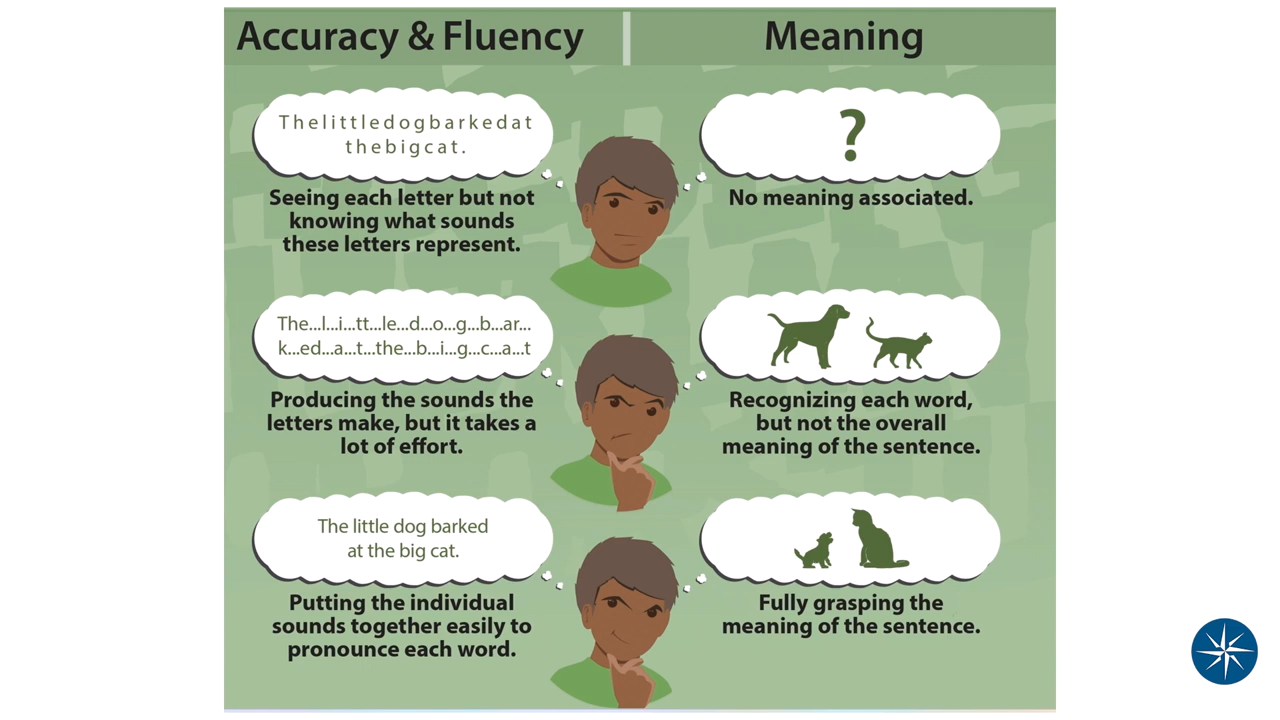 Accuracy & Fluency
Meaning
T h e l i t t l e d o g b a r k e d a t
t h e b i g c a t .
?
Seeing each letter but not
knowing what sounds
these letters represent.
No meaning associated.
The...l...i...tt...le...d...o...g...b...ar...
k...ed...a...t...the...b...i...g...c...a...t
Producing the sounds the
letters make, but it takes a
lot of effort.
Recognizing each word,
but not the overall
meaning of the sentence.
The little dog barked
at the big cat.
Putting the individual
sounds together easily to
pronounce each word.
Fully grasping the
meaning of the sentence.